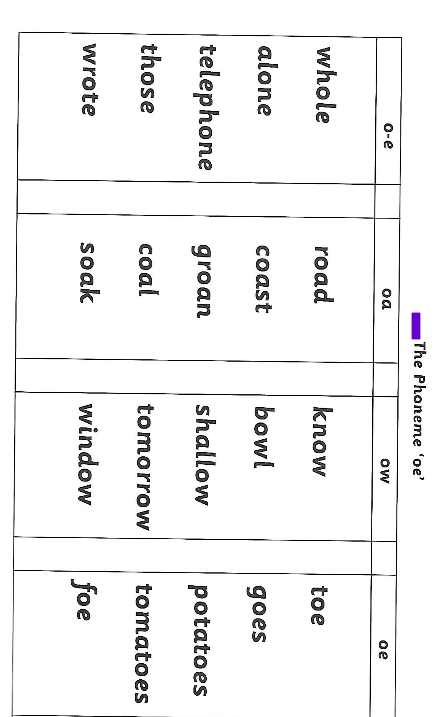 The Phoneme 'oe'
o-e oa ow oe
whole road know toe
alone coast bowl goes
telephone groan shallow potatoes
those coal tomorrow tomatoes
wrote soak window foe